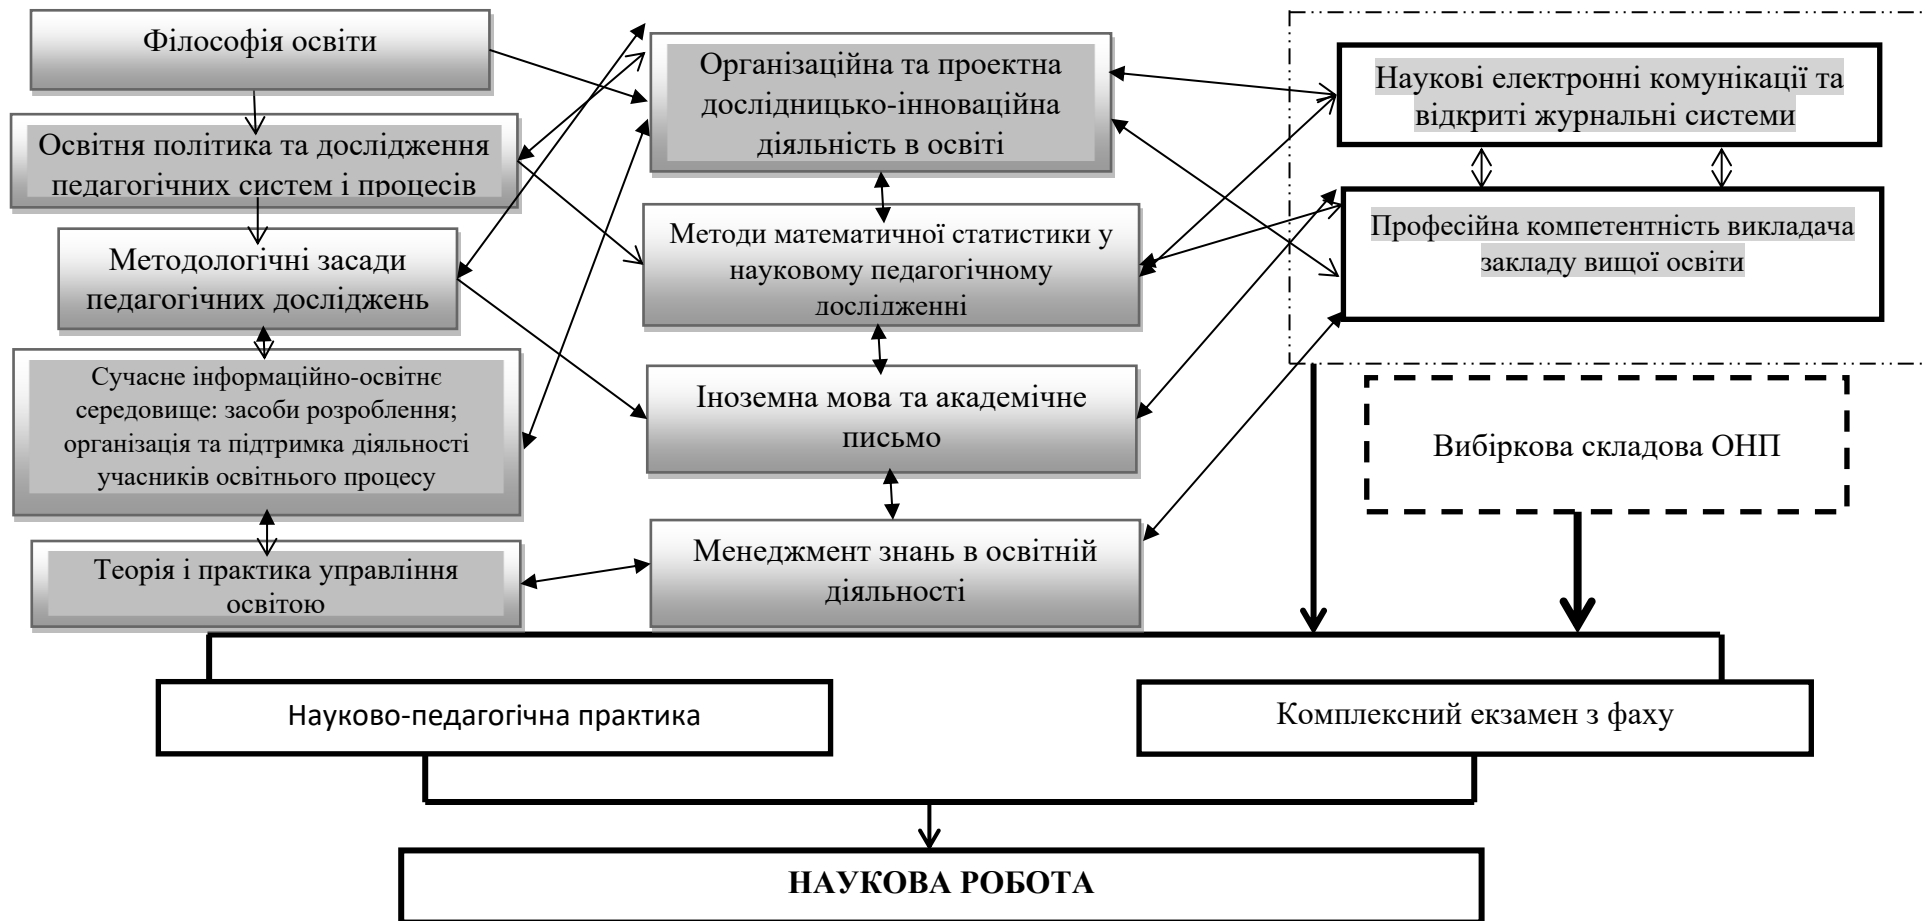 Філософія освіти
Освітня політика та дослідження
педагогічних систем і процесів
Методологічні засади
педагогічних досліджень
Сучасне інформаційно-освітнє
середовище: засоби розроблення;
організація та підтримка діяльності
учасників освітнього процесу
Теорія і практика управління
освітою
Організаційна та проектна
дослідницько-інноваційна
діяльність в освіті
Методи математичної статистики у
науковому педагогічному
дослідженні
Іноземна мова та академічне
письмо
Менеджмент знань в освітній
діяльності
Наукові електронні комунікації та
відкриті журнальні системи
Професійна компетентність викладача
закладу вищої освіти
Вибіркова складова ОНП
Науково-педагогічна практика
Комплексний екзамен з фаху
НАУКОВА РОБОТА